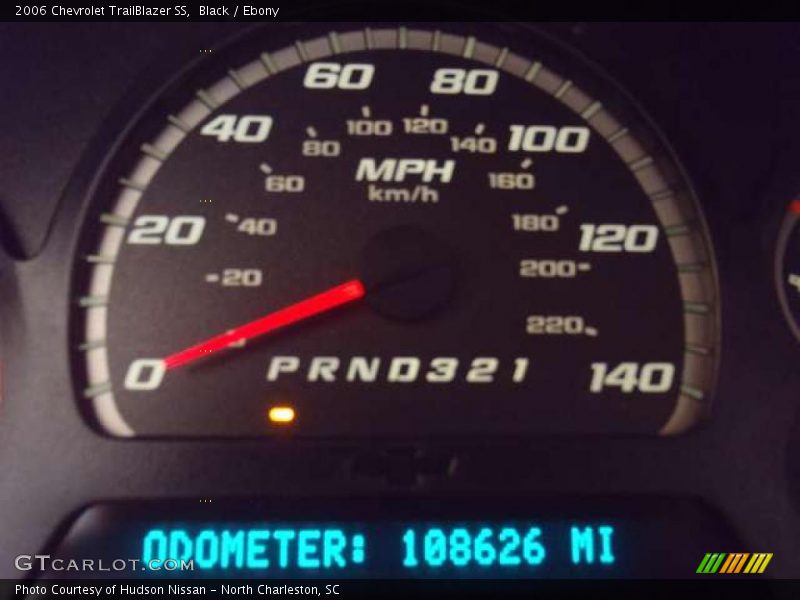 2006 Chevrolet TrailBlazer SS, Black / Ebony
60 80
40 100 120 100
80 140
MPH
60 160
km/h
20 40 180 120
20 200
220
0 PRND321 140
ODOMETER: 108626 MI
GTCARLOT.COM
Photo Courtesy of Hudson Nissan - North Charleston, SC